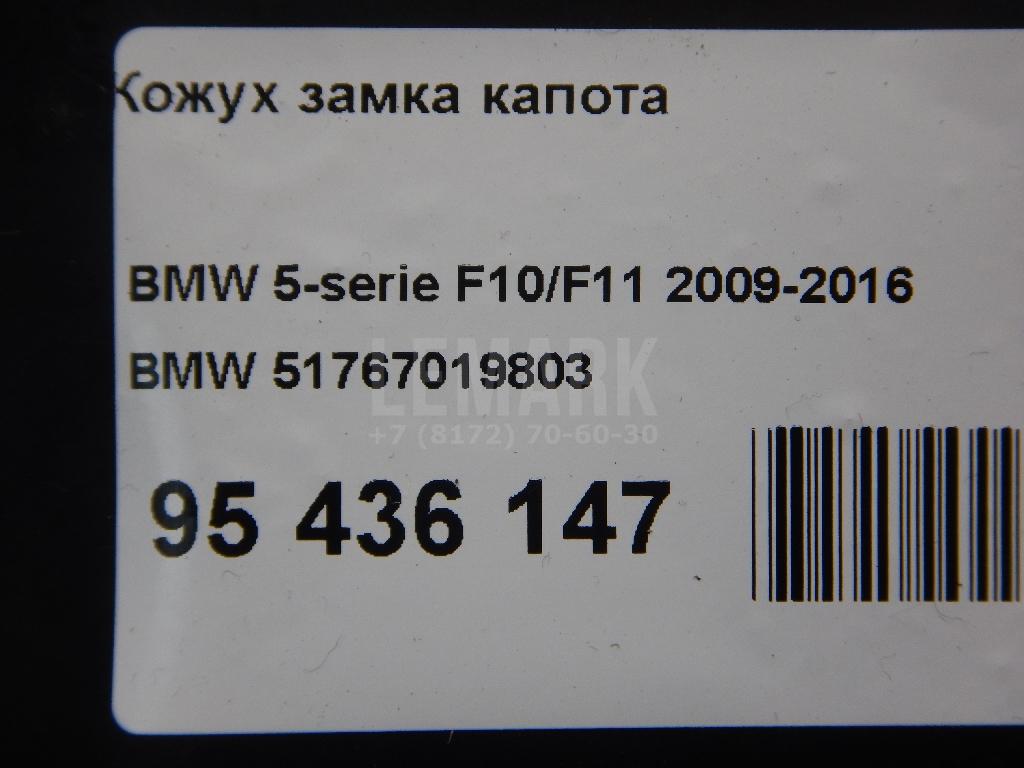 Кожух замка капота
BMW 5-serie F10/F11 2009-2016
BMW 51767019803
LEMARK
+7 (8172) 70-60-30
95 436 147